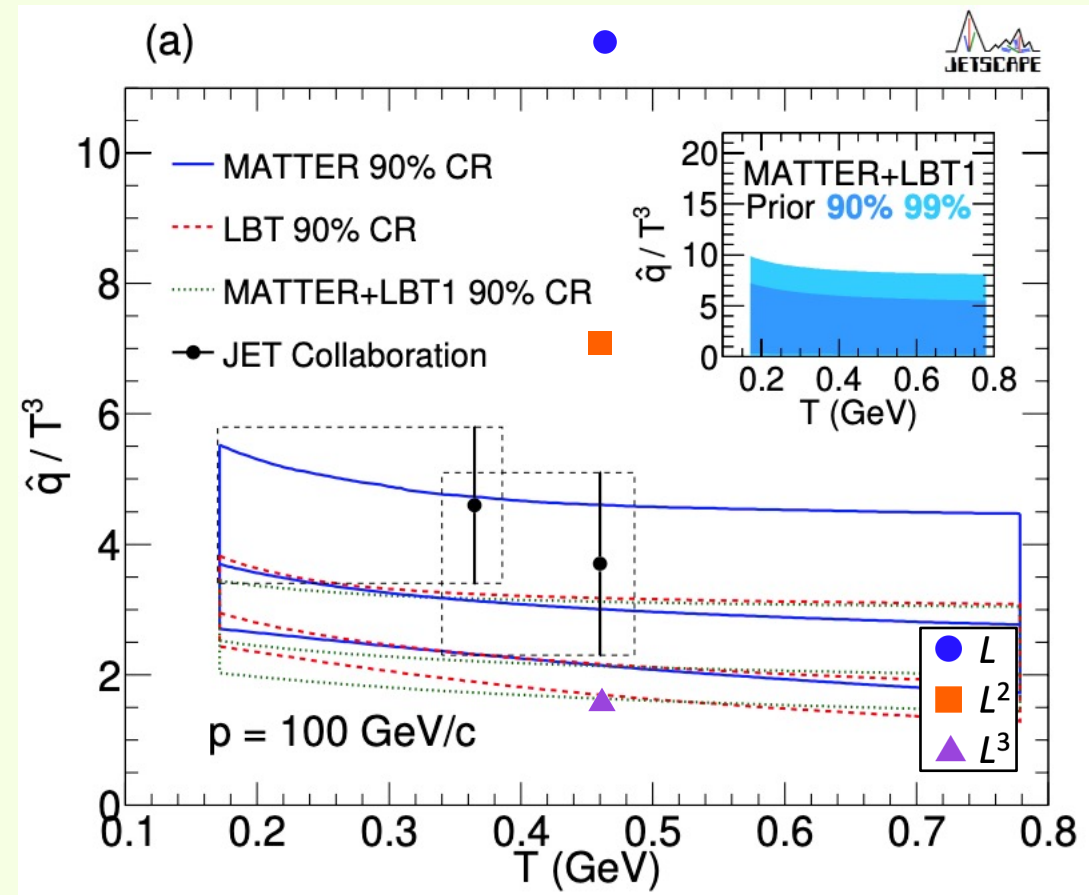 (a)
JETSCAPE
MATTER 90% CR
LBT 90% CR
MATTER+LBT1 90% CR
JET Collaboration
MATTER+LBT1
Prior 90% 99%
q̂ / T³
20
15
10
5
0
0.2 0.4 0.6 0.8
T (GeV)
q̂ / T³
10
8
6
4
2
0
p = 100 GeV/c
L
L²
L³
0.1 0.2 0.3 0.4 0.5 0.6 0.7 0.8
T (GeV)